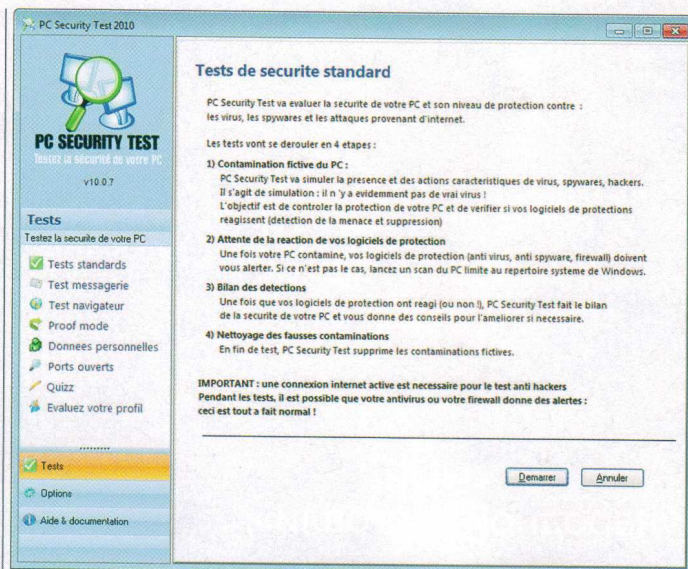 PC Security Test 2010
PC SECURITY TEST
Testez la sécurité de votre PC
v10.0.7
Tests
Testez la securite de votre PC
Tests standards
Test messagerie
Test navigateur
Proof mode
Donnees personnelles
Ports ouverts
Quizz
Evaluez votre profil
Tests
Options
Aide & documentation
Tests de securite standard
PC Security Test va evaluer la securite de votre PC et son niveau de protection contre :
les virus, les spywares et les attaques provenant d'internet.
Les tests vont se derouler en 4 etapes :
1) Contamination fictive du PC :
PC Security Test va simuler la presence et des actions caracteristiques de virus, spywares, hackers.
Il s'agit de simulation : il n 'y a evidemment pas de vrai virus !
L'objectif est de controler la protection de votre PC et de verifier si vos logiciels de protections
reagissent (detection de la menace et suppression)
2) Attente de la reaction de vos logiciels de protection
Une fois votre PC contamine, vos logiciels de protection (anti virus, anti spyware, firewall) doivent
vous alerter. Si ce n'est pas le cas, lancez un scan du PC limite au repertoire systeme de Windows.
3) Bilan des detections
Une fois que vos logiciels de protection ont reagi (ou non !), PC Security Test fait le bilan
de la securite de votre PC et vous donne des conseils pour l'ameliorer si necessaire.
4) Nettoyage des fausses contaminations
En fin de test, PC Security Test supprime les contaminations fictives.
IMPORTANT : une connexion internet active est necessaire pour le test anti hackers
Pendant les tests, il est possible que votre antivirus ou votre firewall donne des alertes :
ceci est tout a fait normal !
Demarrer
Annuler